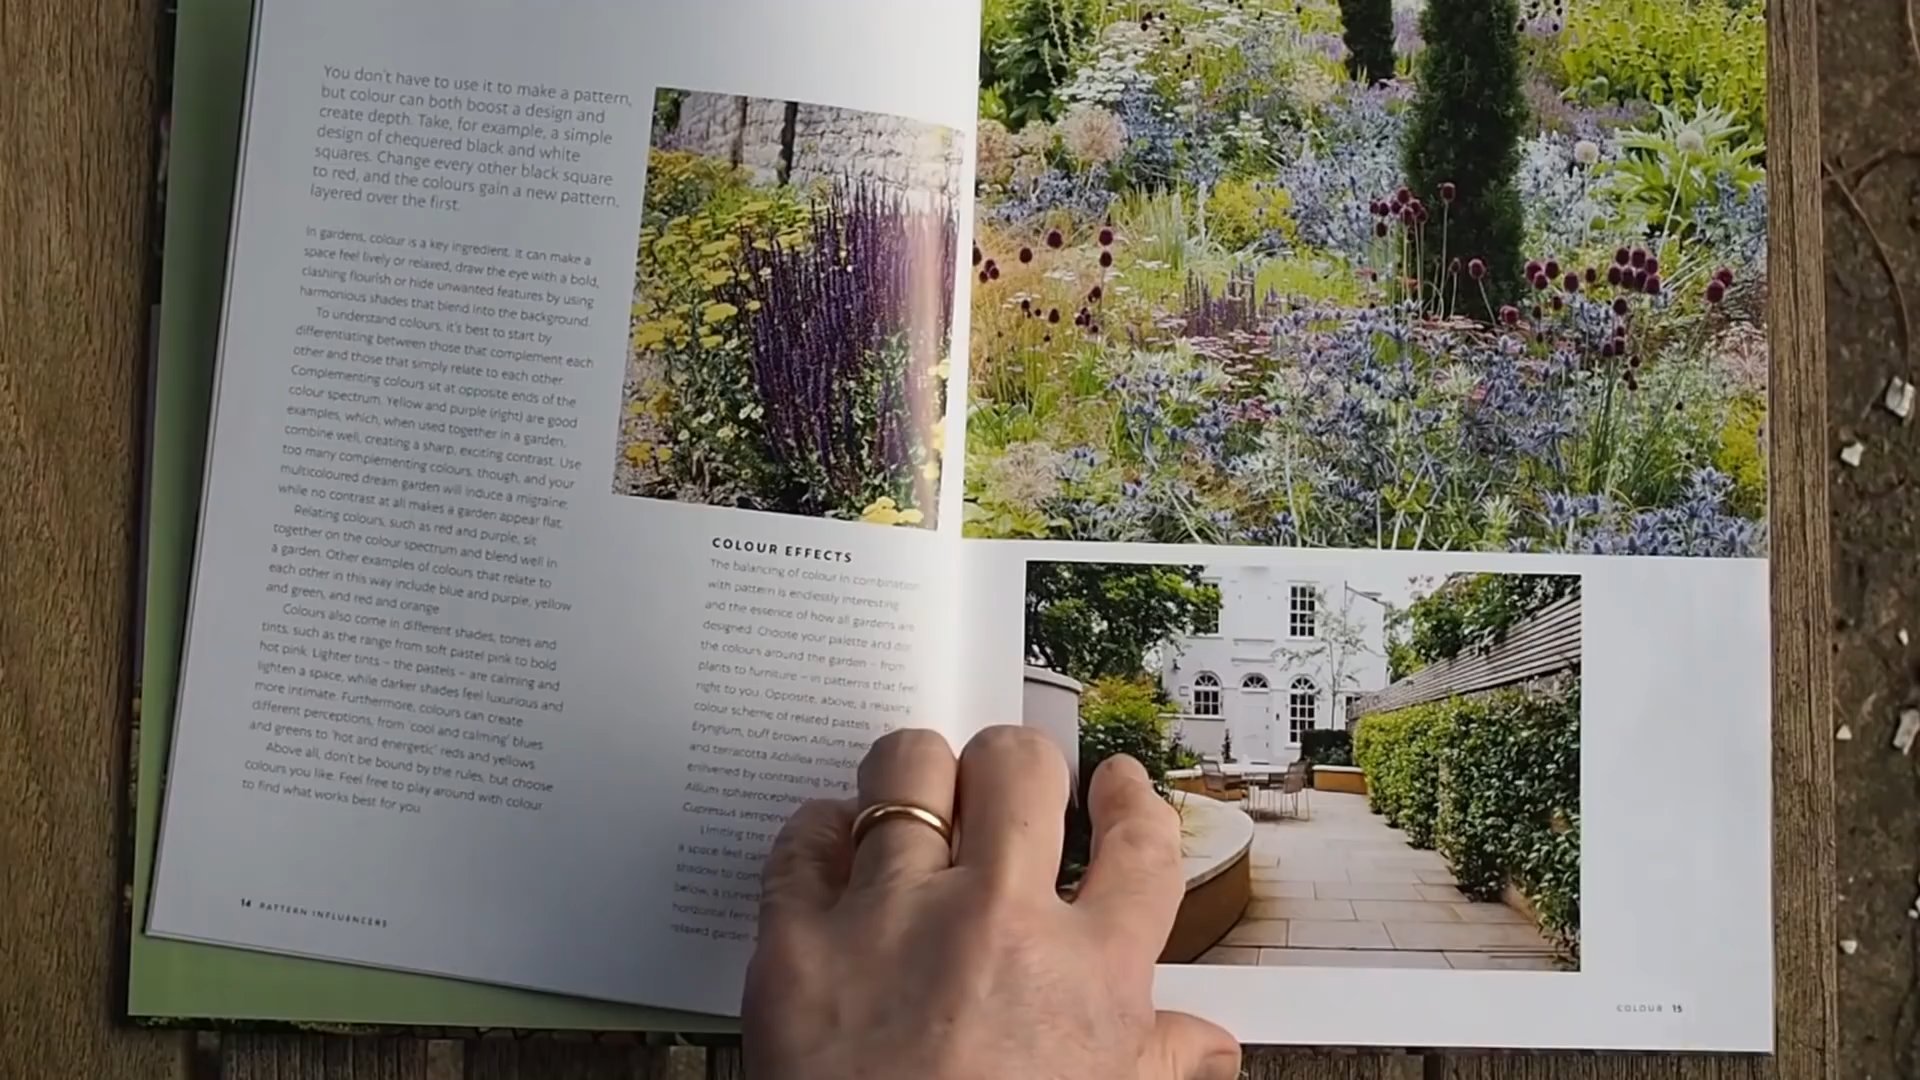 You don't have to use it to make a pattern,
but colour can both boost a design and
create depth. Take, for example, a simple
design of chequered black and white
squares. Change every other black square
to red, and the colours gain a new pattern,
layered over the first.
In gardens, colour is a key ingredient. It can make a
space feel lively or relaxed, draw the eye with a bold,
clashing flourish or hide unwanted features by using
harmonious shades that blend into the background.
To understand colours, it's best to start by
differentiating between those that complement each
other and those that simply relate to each other.
Complementing colours sit at opposite ends of the
colour spectrum. Yellow and purple (right) are good
examples, which, when used together in a garden,
combine well, creating a sharp, exciting contrast. Use
too many complementing colours, though, and your
multicoloured dream garden will induce a migraine;
while no contrast at all makes a garden appear flat.
Relating colours, such as red and purple, sit
together on the colour spectrum and blend well in
a garden. Other examples of colours that relate to
each other in this way include blue and purple, yellow
and green, and red and orange.
Colours also come in different shades, tones and
tints, such as the range from soft pastel pink to bold
hot pink. Lighter tints – the pastels – are calming and
lighten a space, while darker shades feel luxurious and
more intimate. Furthermore, colours can create
different perceptions, from 'cool and calming' blues
and greens to 'hot and energetic' reds and yellows.
Above all, don't be bound by the rules, but choose
colours you like. Feel free to play around with colour
to find what works best for you.
14 PATTERN INFLUENCERS
COLOUR EFFECTS
The balancing of colour in combination
with pattern is endlessly interesting
and the essence of how all gardens are
designed. Choose your palette and dot
the colours around the garden – from
plants to furniture – in patterns that feel
right to you. Opposite, above, a relaxing
colour scheme of related pastels –
Eryngium, buff brown Allium
and terracotta Achillea
enlivened by contrasting
Allium
Cupressus
Limiting the
a space feel
shadow to
below, a curved
horizontal
relaxed garden
COLOUR 15